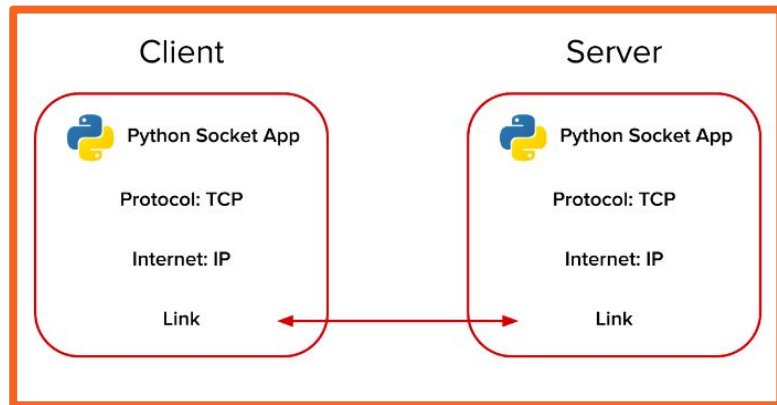 Client
Python Socket App
Protocol: TCP
Internet: IP
Link
Server
Python Socket App
Protocol: TCP
Internet: IP
Link